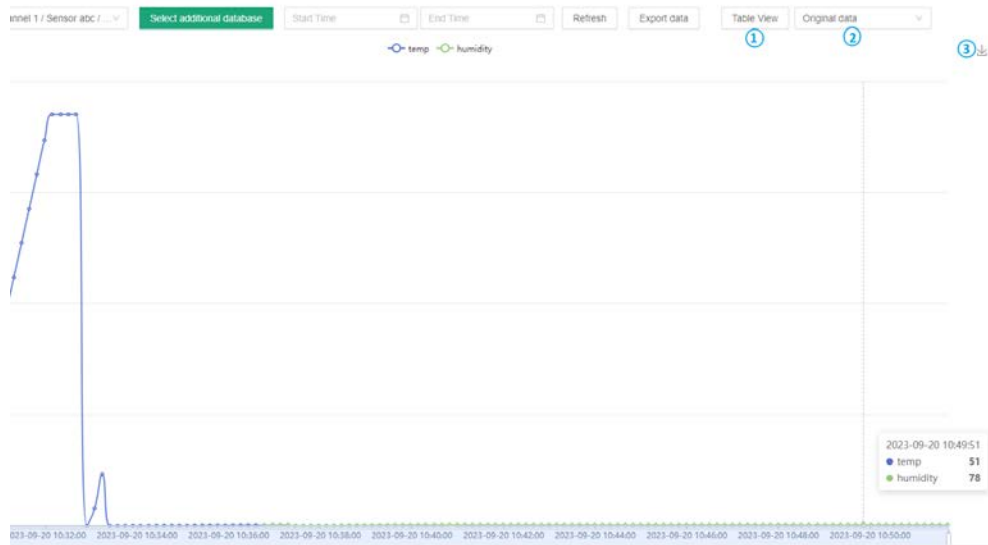 nnel 1 / Sensor abc / ... Select additional database Start Time End Time Refresh Export data Table View Original data
1 2
temp humidity
3
2023-09-20 10:49:51
temp 51
humidity 78
023-09-20 10:32:00 2023-09-20 10:34:00 2023-09-20 10:36:00 2023-09-20 10:38:00 2023-09-20 10:40:00 2023-09-20 10:42:00 2023-09-20 10:44:00 2023-09-20 10:46:00 2023-09-20 10:48:00 2023-09-20 10:50:00